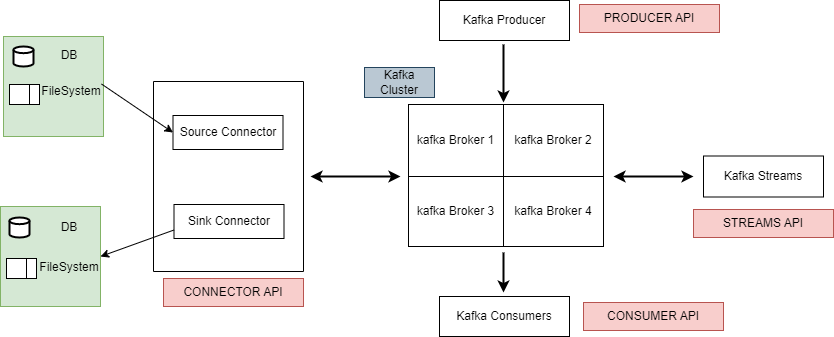 Kafka Producer
PRODUCER API
DB
FileSystem
Kafka
Cluster
Source Connector
kafka Broker 1
kafka Broker 2
Kafka Streams
Sink Connector
kafka Broker 3
kafka Broker 4
STREAMS API
DB
FileSystem
CONNECTOR API
Kafka Consumers
CONSUMER API